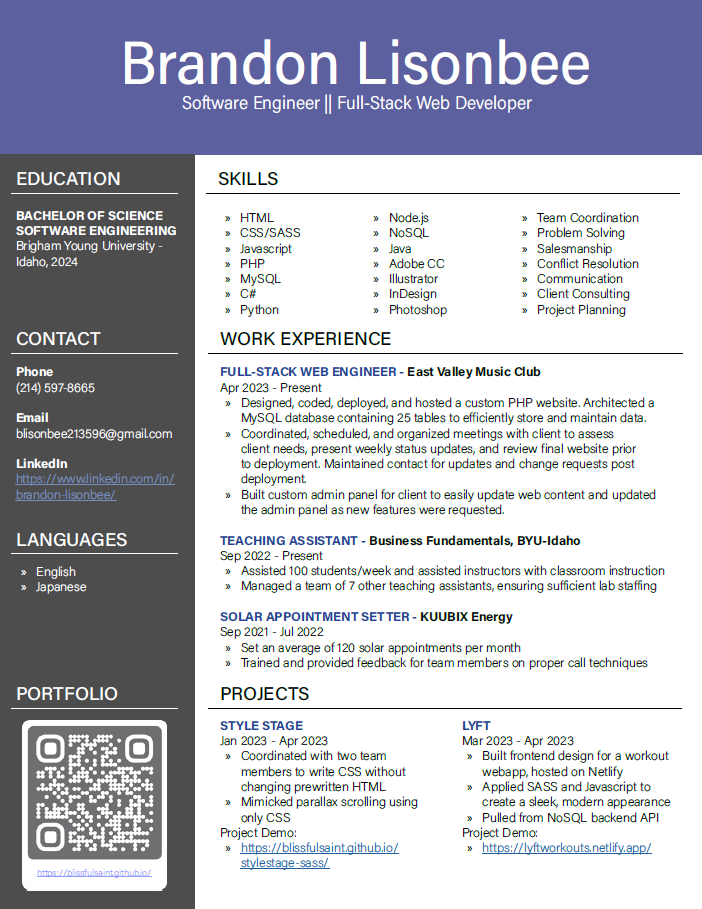 Brandon Lisonbee
Software Engineer || Full-Stack Web Developer
EDUCATION
BACHELOR OF SCIENCE
SOFTWARE ENGINEERING
Brigham Young University -
Idaho, 2024
CONTACT
Phone
(214) 597-8665
Email
blisonbee213596@gmail.com
LinkedIn
https://www.linkedin.com/in/
brandon-lisonbee/
LANGUAGES
» English
» Japanese
PORTFOLIO
https://blissfulsaint.github.io/
SKILLS
» HTML
» CSS/SASS
» Javascript
» PHP
» MySQL
» C#
» Python
» Node.js
» NoSQL
» Java
» Adobe CC
» Illustrator
» InDesign
» Photoshop
» Team Coordination
» Problem Solving
» Salesmanship
» Conflict Resolution
» Communication
» Client Consulting
» Project Planning
WORK EXPERIENCE
FULL-STACK WEB ENGINEER - East Valley Music Club
Apr 2023 - Present
» Designed, coded, deployed, and hosted a custom PHP website. Architected a
MySQL database containing 25 tables to efficiently store and maintain data.
» Coordinated, scheduled, and organized meetings with client to assess
client needs, present weekly status updates, and review final website prior
to deployment. Maintained contact for updates and change requests post
deployment.
» Built custom admin panel for client to easily update web content and updated
the admin panel as new features were requested.
TEACHING ASSISTANT - Business Fundamentals, BYU-Idaho
Sep 2022 - Present
» Assisted 100 students/week and assisted instructors with classroom instruction
» Managed a team of 7 other teaching assistants, ensuring sufficient lab staffing
SOLAR APPOINTMENT SETTER - KUUBIX Energy
Sep 2021 - Jul 2022
» Set an average of 120 solar appointments per month
» Trained and provided feedback for team members on proper call techniques
PROJECTS
STYLE STAGE
Jan 2023 - Apr 2023
» Coordinated with two team
members to write CSS without
changing prewritten HTML
» Mimicked parallax scrolling using
only CSS
Project Demo:
» https://blissfulsaint.github.io/
stylestage-sass/
LYFT
Mar 2023 - Apr 2023
» Built frontend design for a workout
webapp, hosted on Netlify
» Applied SASS and Javascript to
create a sleek, modern appearance
» Pulled from NoSQL backend API
Project Demo:
» https://lyftworkouts.netlify.app/